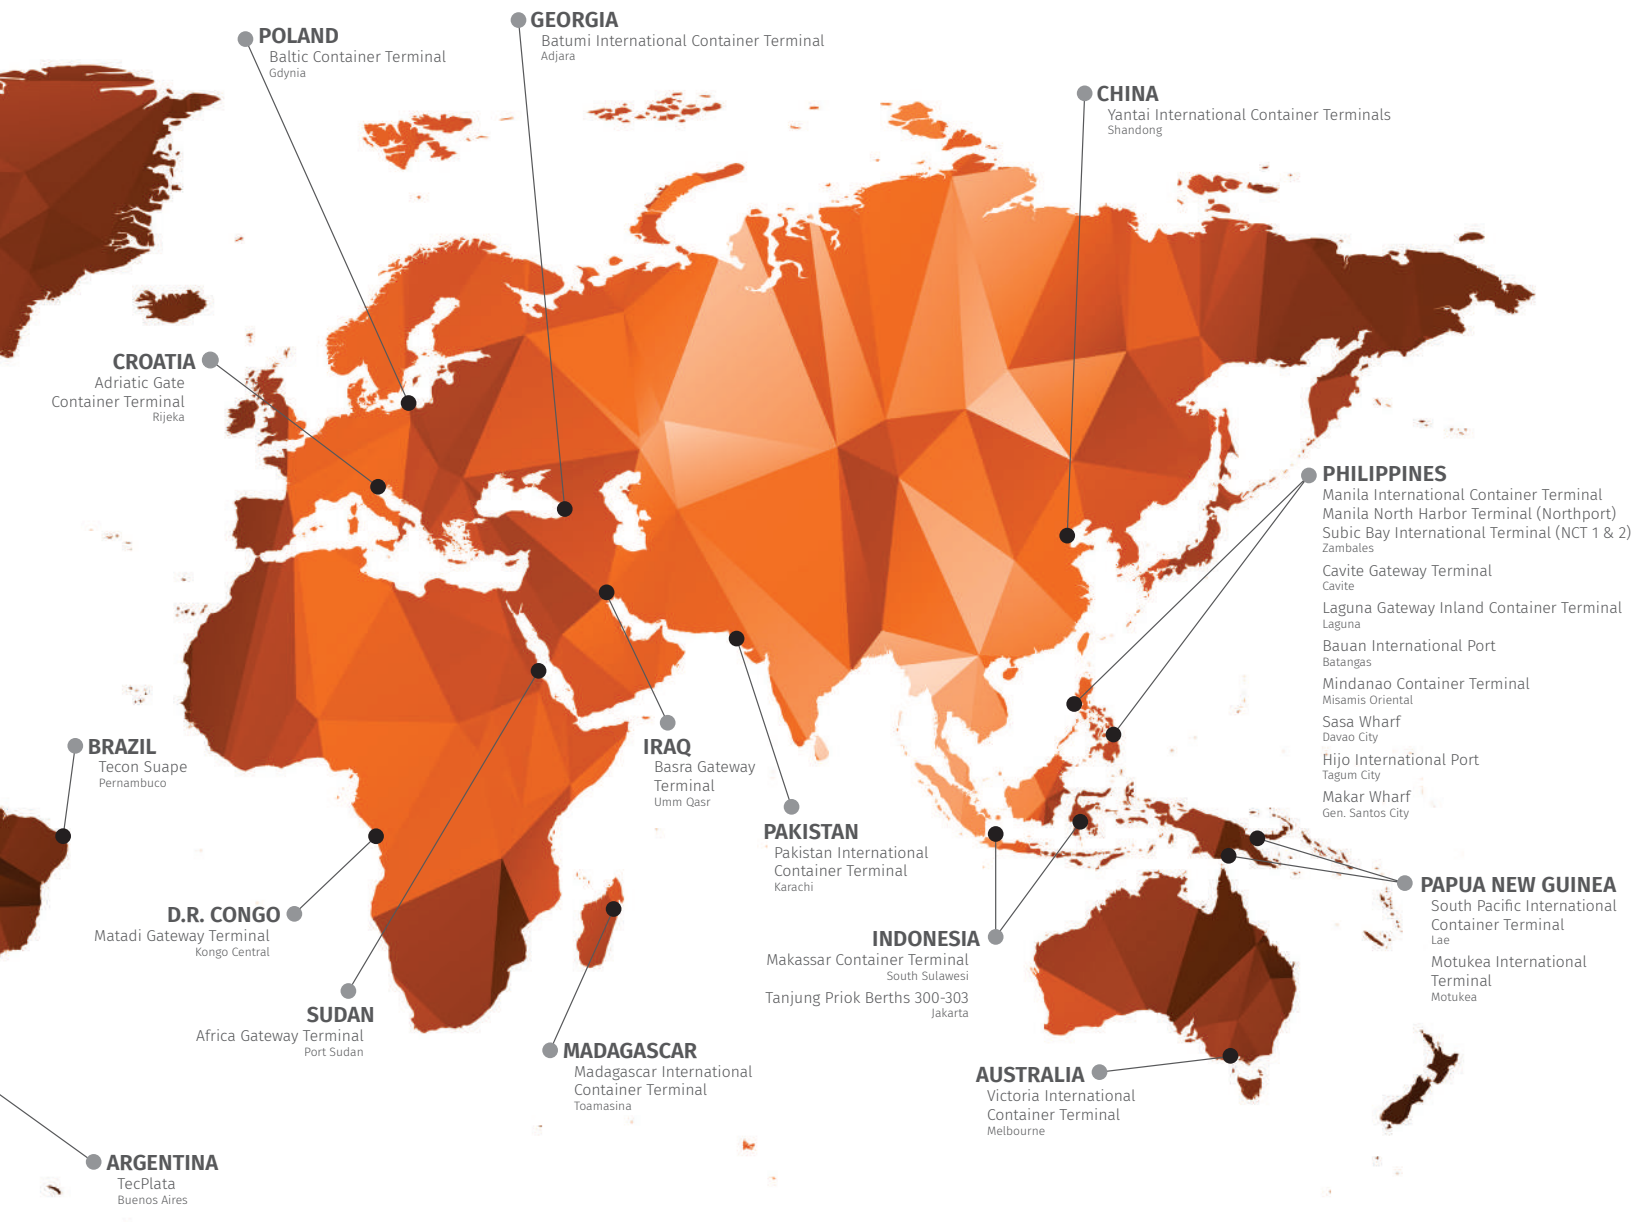 POLAND
Baltic Container Terminal
Gdynia
GEORGIA
Batumi International Container Terminal
Adjara
CHINA
Yantai International Container Terminals
Shandong
CROATIA
Adriatic Gate
Container Terminal
Rijeka
PHILIPPINES
Manila International Container Terminal
Manila North Harbor Terminal (Northport)
Subic Bay International Terminal (NCT 1 & 2)
Zambales
Cavite Gateway Terminal
Cavite
Laguna Gateway Inland Container Terminal
Laguna
Bauan International Port
Batangas
Mindanao Container Terminal
Misamis Oriental
Sasa Wharf
Davao City
Hijo International Port
Tagum City
Makar Wharf
Gen. Santos City
BRAZIL
Tecon Suape
Pernambuco
IRAQ
Basra Gateway
Terminal
Umm Qasr
PAKISTAN
Pakistan International
Container Terminal
Karachi
D.R. CONGO
Matadi Gateway Terminal
Kongo Central
INDONESIA
Makassar Container Terminal
South Sulawesi
Tanjung Priok Berths 300-303
Jakarta
PAPUA NEW GUINEA
South Pacific International
Container Terminal
Lae
Motukea International
Terminal
Motukea
SUDAN
Africa Gateway Terminal
Port Sudan
MADAGASCAR
Madagascar International
Container Terminal
Toamasina
AUSTRALIA
Victoria International
Container Terminal
Melbourne
ARGENTINA
TecPlata
Buenos Aires